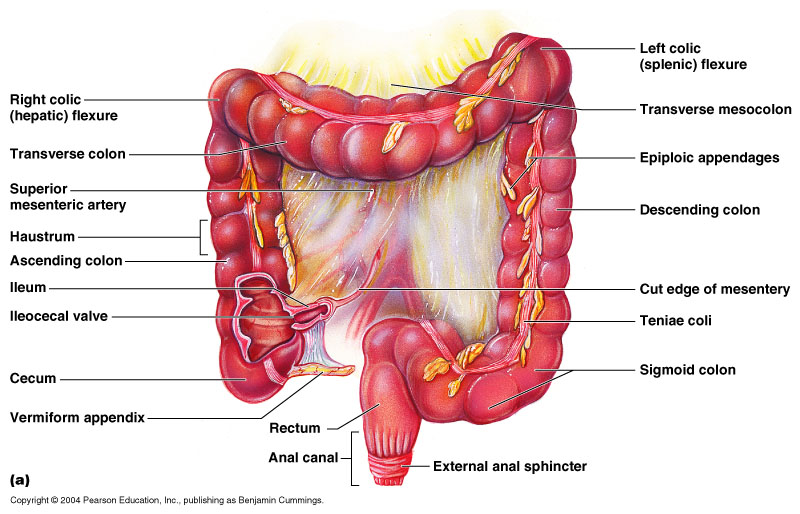 Right colic
(hepatic) flexure
Transverse colon
Superior
mesenteric artery
Haustrum
Ascending colon
Ileum
Ileocecal valve
Cecum
Vermiform appendix
Rectum
Anal canal
External anal sphincter
Left colic
(splenic) flexure
Transverse mesocolon
Epiploic appendages
Descending colon
Cut edge of mesentery
Teniae coli
Sigmoid colon
(a)
Copyright © 2004 Pearson Education, Inc., publishing as Benjamin Cummings.